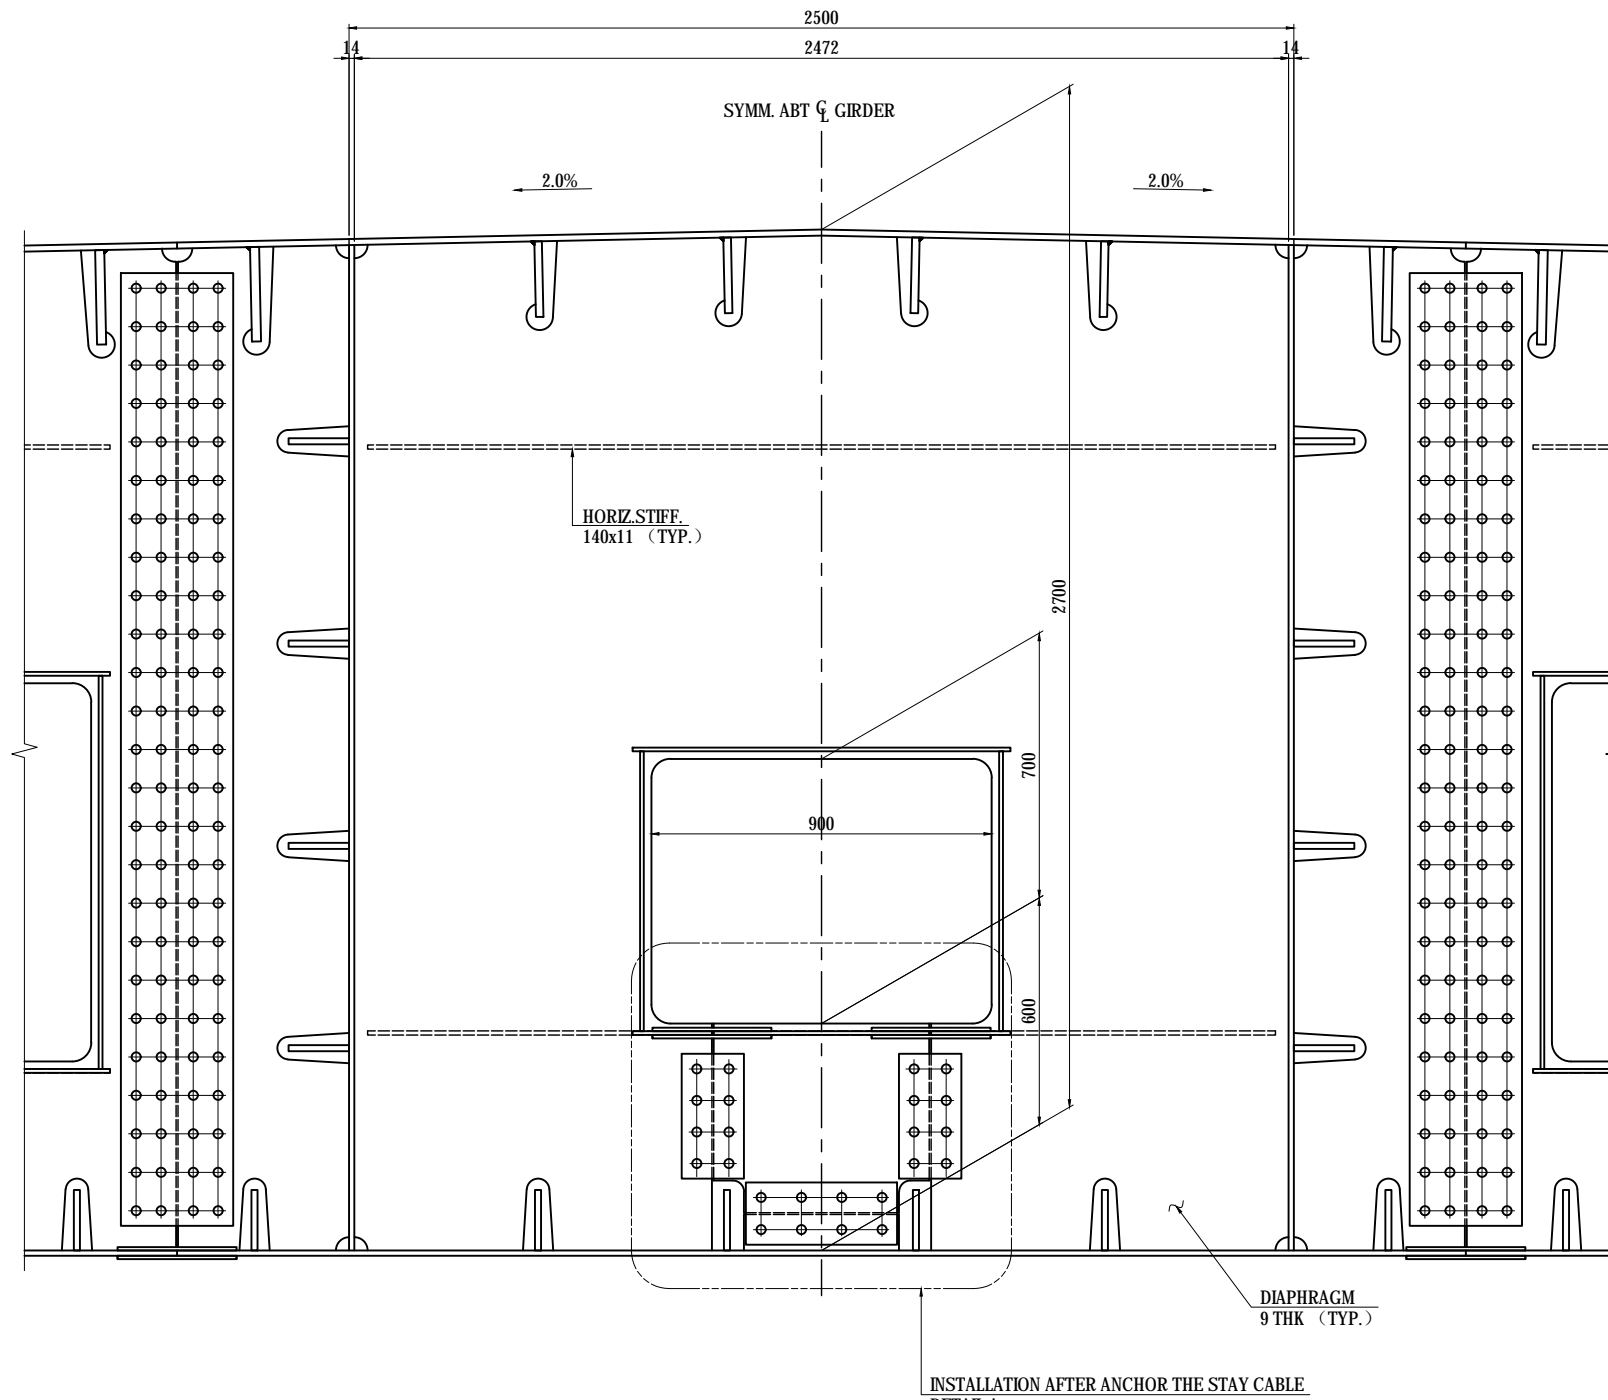 2500
14 2472 14
SYMM. ABT ℄ GIRDER
2.0% 2.0%
HORIZ.STIFF.
140x11 （TYP.）
2700
700
900
600
DIAPHRAGM
9 THK （TYP.）
INSTALLATION AFTER ANCHOR THE STAY CABLE